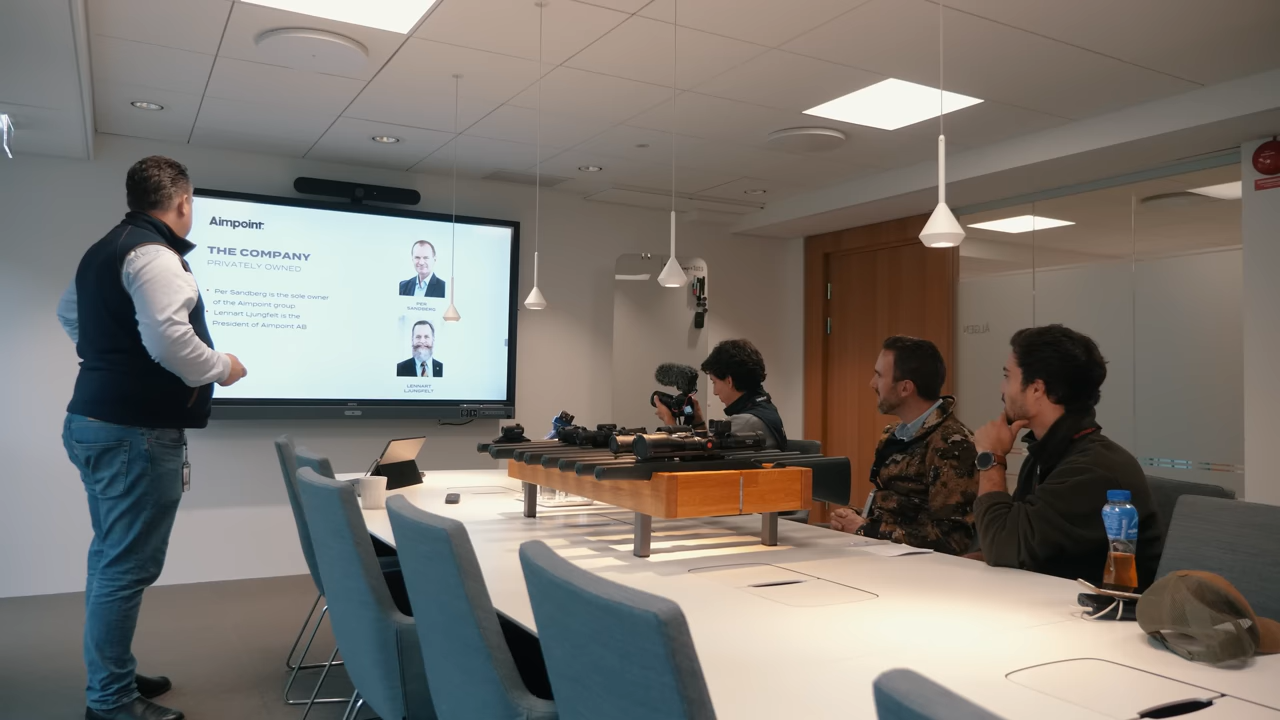 Aimpoint
THE COMPANY
PRIVATELY OWNED
• Per Sandberg is the sole owner
of the Aimpoint group.
• Lennart Ljungfelt is the
President of Aimpoint AB
PER
SANDBERG
LENNART
LJUNGFELT